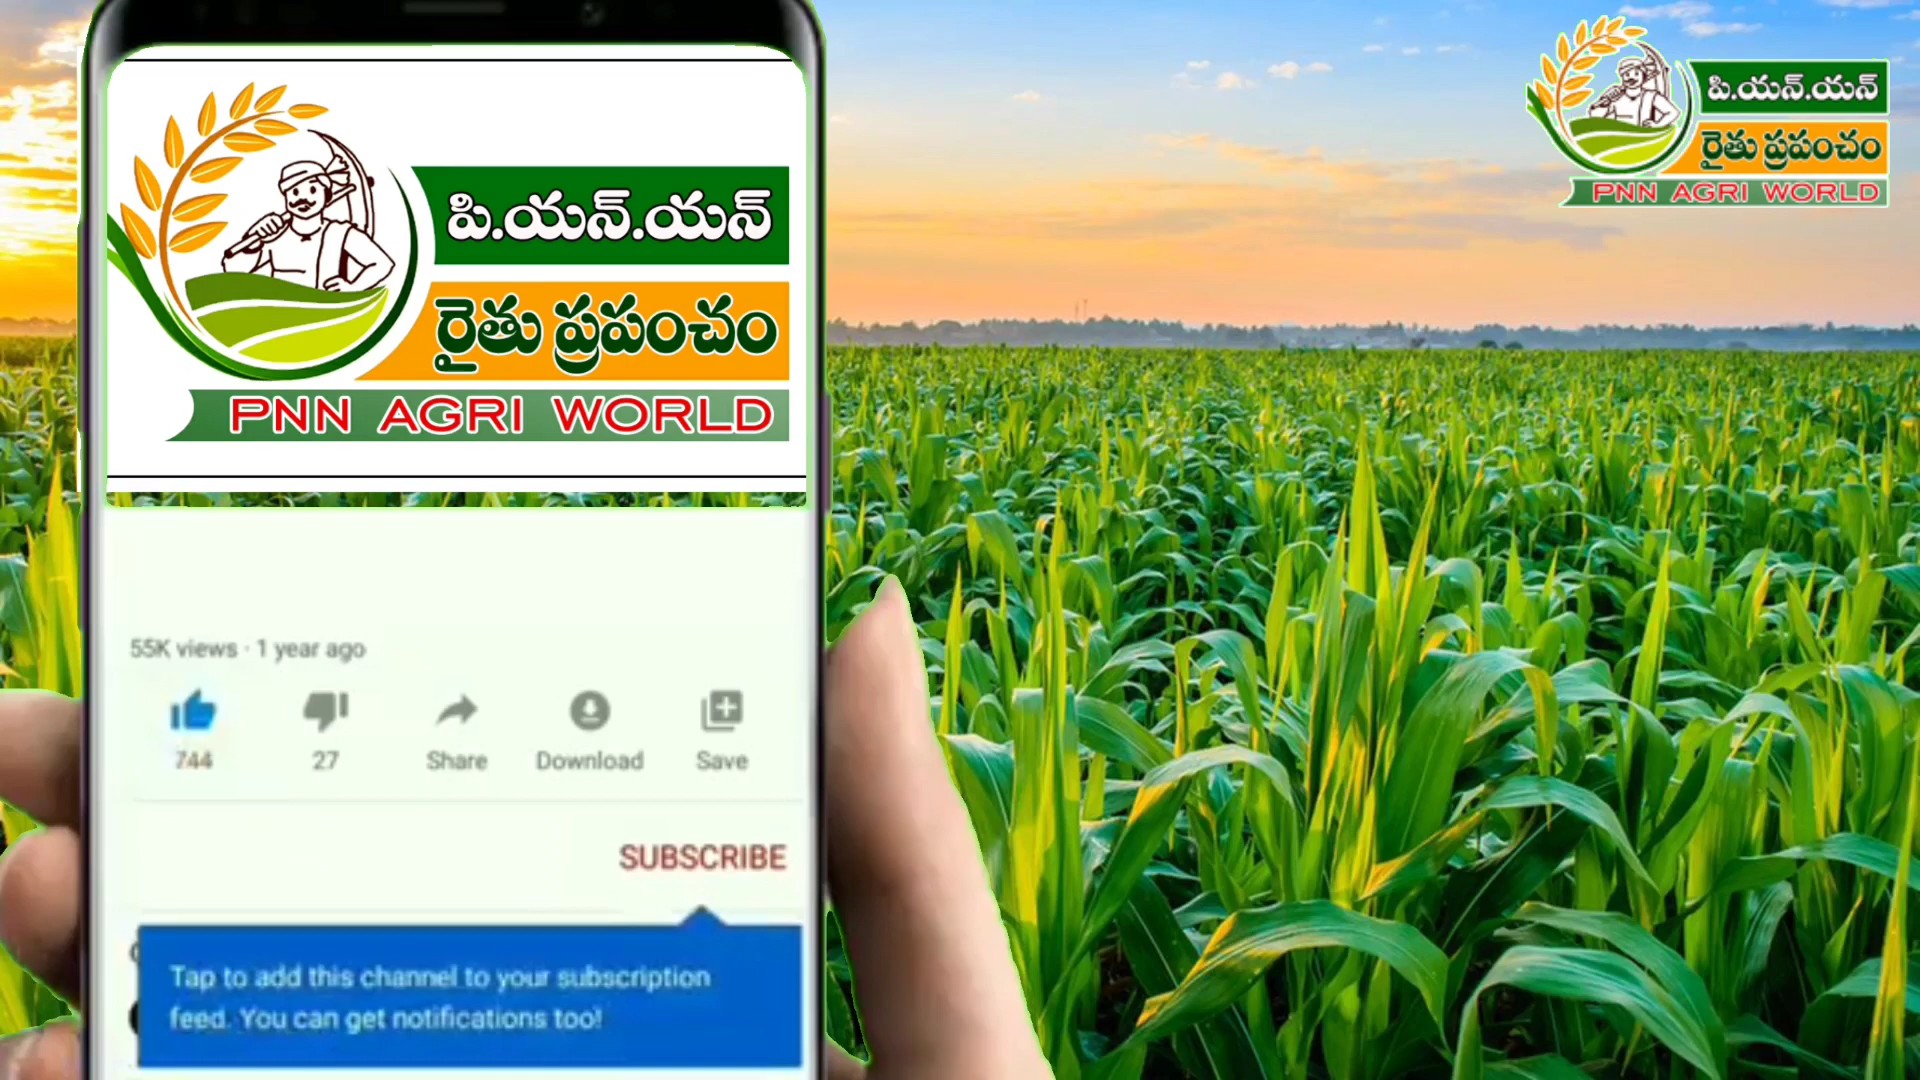 పి.యన్.యన్
రైతు ప్రపంచం
PNN AGRI WORLD
55K views · 1 year ago
744
27
Share
Download
Save
SUBSCRIBE
Tap to add this channel to your subscription
feed. You can get notifications too!
పి.యన్.యన్
రైతు ప్రపంచం
PNN AGRI WORLD